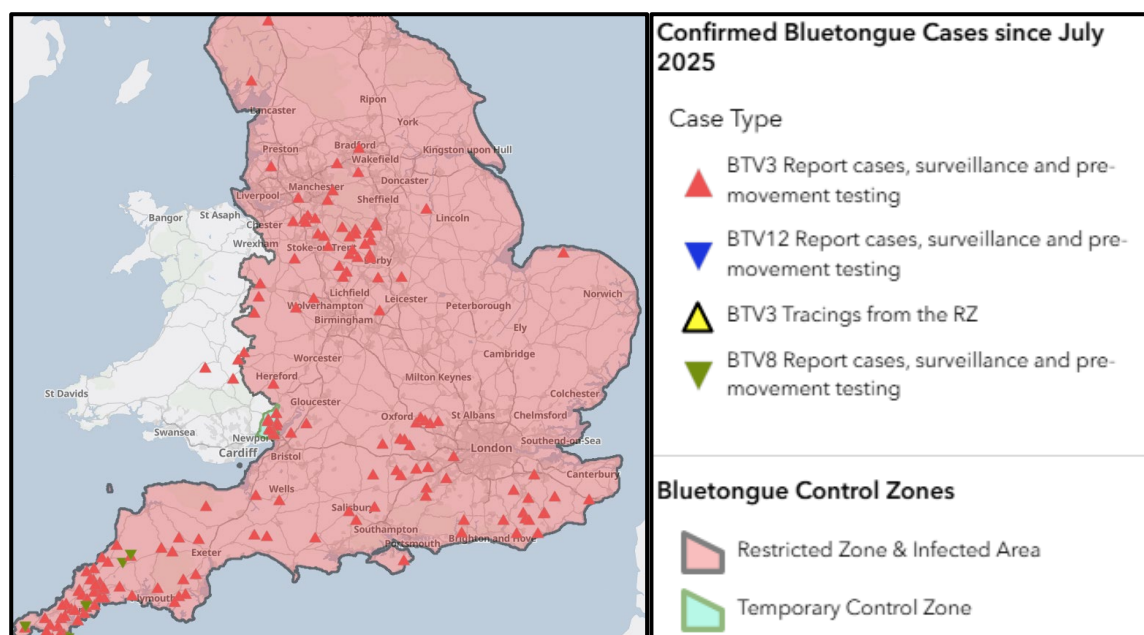 Lancaster
Ripon
York
Preston
Bradford
Wakefield
Kingston upon Hull
Manchester
Doncaster
Liverpool
Sheffield
Bangor
St Asaph
Chester
Lincoln
Wrexham
Stoke-on-Trent
Derby
Lichfield
Leicester
Peterborough
Norwich
Wolverhampton
Birmingham
Ely
Worcester
Cambridge
Hereford
Milton Keynes
St Davids
Gloucester
Colchester
Oxford
St Albans
Chelmsford
Swansea
Newport
Cardiff
London
Southend-on-Sea
Bristol
Canterbury
Wells
Salisbury
Southampton
Portsmouth
Brighton and Hove
Exeter
Plymouth
Confirmed Bluetongue Cases since July
2025
Case Type
BTV3 Report cases, surveillance and pre-
movement testing
BTV12 Report cases, surveillance and pre-
movement testing
BTV3 Tracings from the RZ
BTV8 Report cases, surveillance and pre-
movement testing
Bluetongue Control Zones
Restricted Zone & Infected Area
Temporary Control Zone